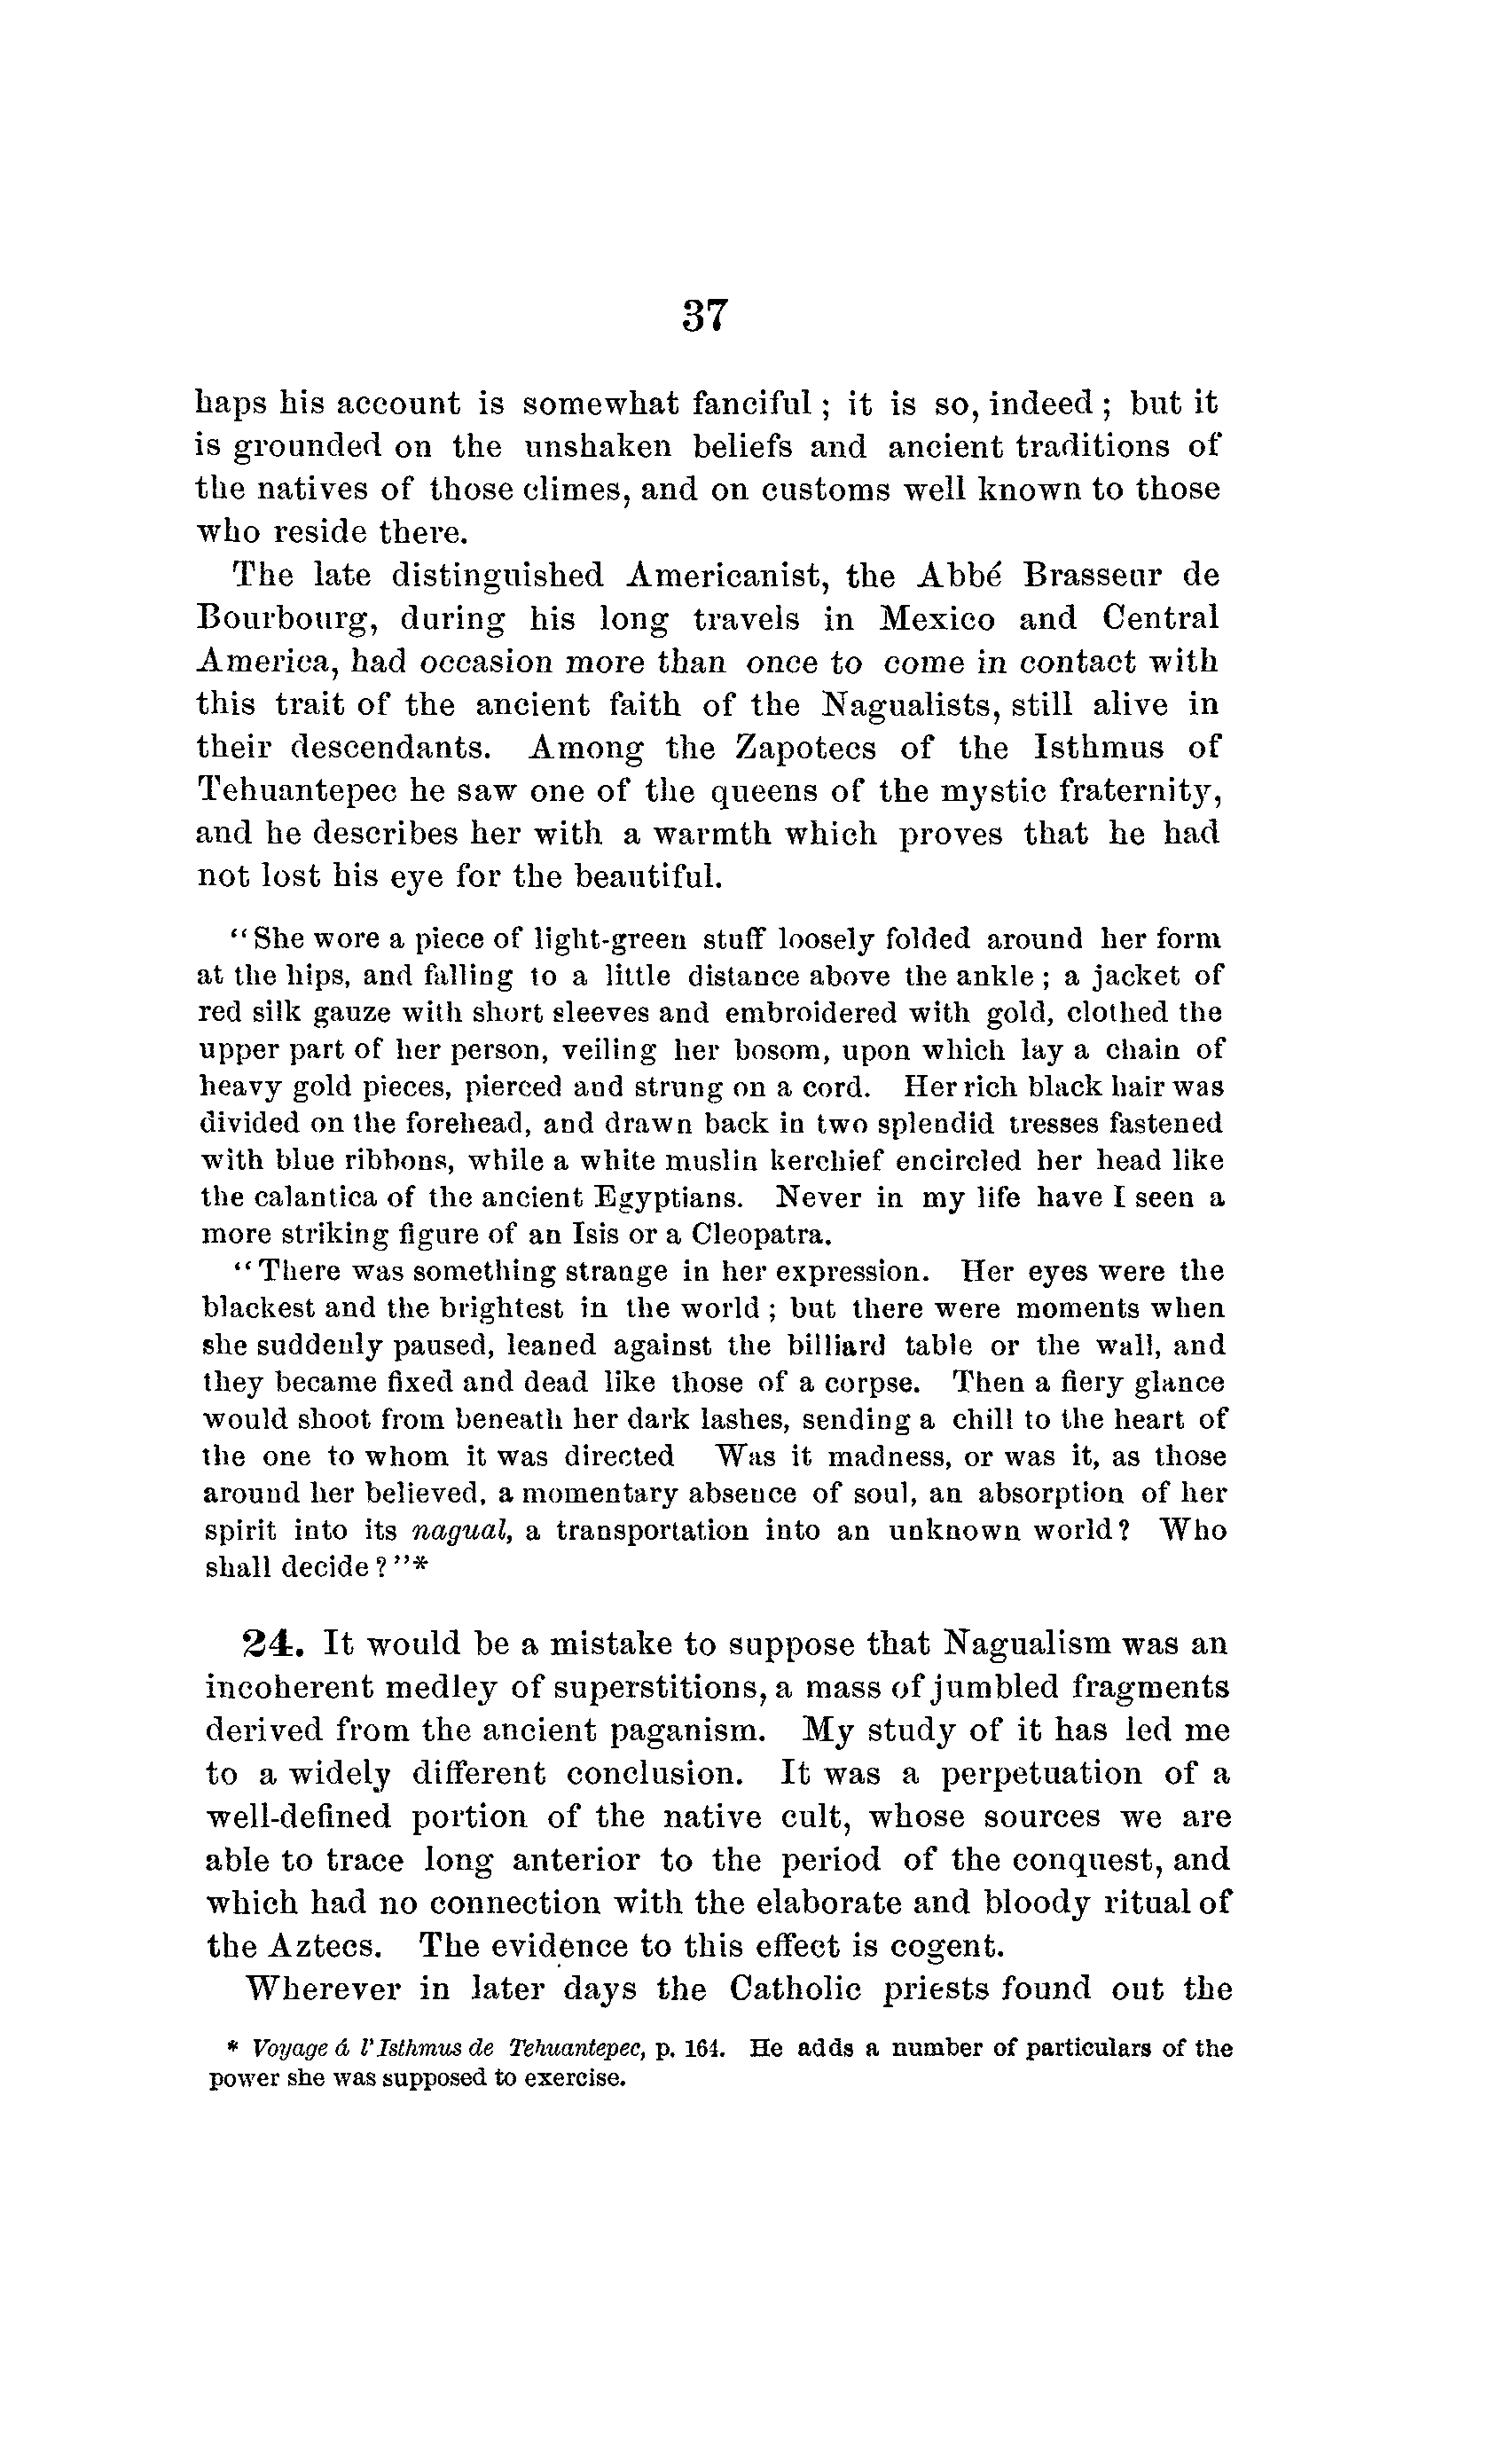 37
haps his account is somewhat fanciful ; it is so, indeed ; but it
is grounded on the unshaken beliefs and ancient traditions of
the natives of those climes, and on customs well known to those
who reside there.
The late distinguished Americanist, the Abbé Brasseur de
Bourbourg, during his long travels in Mexico and Central
America, had occasion more than once to come in contact with
this trait of the ancient faith of the Nagualists, still alive in
their descendants. Among the Zapotecs of the Isthmus of
Tehuantepec he saw one of the queens of the mystic fraternity,
and he describes her with a warmth which proves that he had
not lost his eye for the beautiful.
“She wore a piece of light-green stuff loosely folded around her form
at the hips, and falling to a little distance above the ankle ; a jacket of
red silk gauze with short sleeves and embroidered with gold, clothed the
upper part of her person, veiling her bosom, upon which lay a chain of
heavy gold pieces, pierced and strung on a cord. Her rich black hair was
divided on the forehead, and drawn back in two splendid tresses fastened
with blue ribbons, while a white muslin kerchief encircled her head like
the calantica of the ancient Egyptians. Never in my life have I seen a
more striking figure of an Isis or a Cleopatra.
“There was something strange in her expression. Her eyes were the
blackest and the brightest in the world ; but there were moments when
she suddenly paused, leaned against the billiard table or the wall, and
they became fixed and dead like those of a corpse. Then a fiery glance
would shoot from beneath her dark lashes, sending a chill to the heart of
the one to whom it was directed Was it madness, or was it, as those
around her believed, a momentary absence of soul, an absorption of her
spirit into its nagual, a transportation into an unknown world? Who
shall decide ? ”*
24. It would be a mistake to suppose that Nagualism was an
incoherent medley of superstitions, a mass of jumbled fragments
derived from the ancient paganism. My study of it has led me
to a widely different conclusion. It was a perpetuation of a
well-defined portion of the native cult, whose sources we are
able to trace long anterior to the period of the conquest, and
which had no connection with the elaborate and bloody ritual of
the Aztecs. The evidence to this effect is cogent.
Wherever in later days the Catholic priests found out the
* Voyage á l'Isthmus de Tehuantepec, p. 164. He adds a number of particulars of the
power she was supposed to exercise.